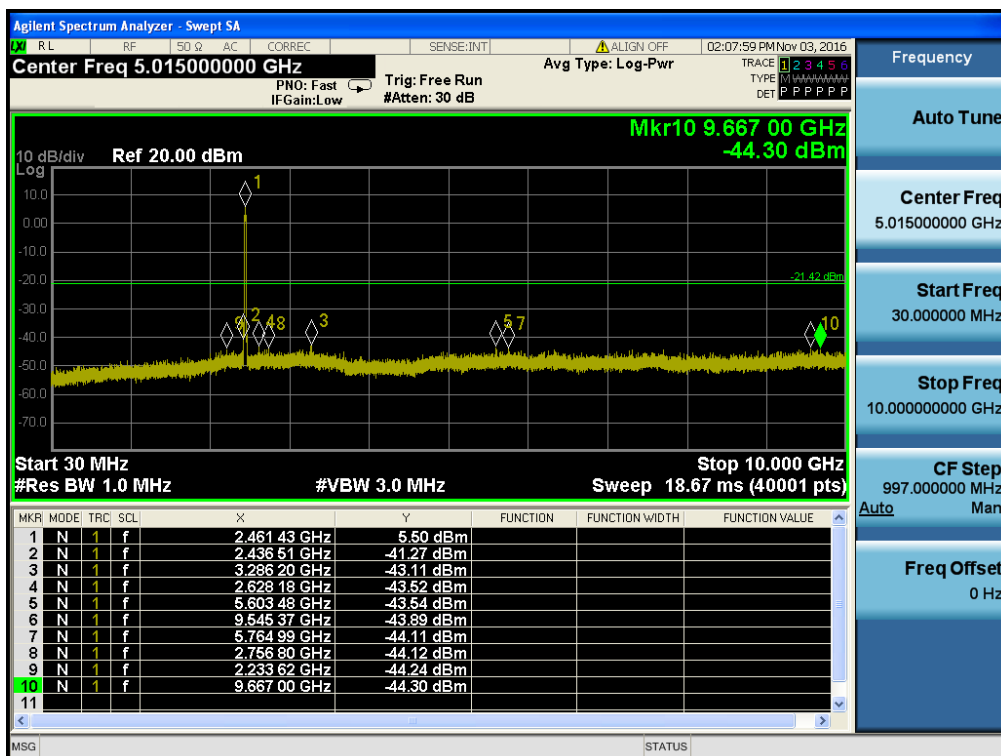 Agilent Spectrum Analyzer - Swept SA
LXI RL RF 50 Ω AC CORREC SENSE:INT ALIGN OFF 02:07:59 PM Nov 03, 2016
Center Freq 5.015000000 GHz Avg Type: Log-Pwr TRACE 1 2 3 4 5 6
PNO: Fast Trig: Free Run TYPE M WWWWW
IFGain:Low #Atten: 30 dB DET P P P P P P
Mkr10 9.667 00 GHz
-44.30 dBm
10 dB/div Ref 20.00 dBm
Log
10.0
0.00
-10.0
-20.0
-30.0
-40.0
-50.0
-60.0
-70.0
1
-21.42 dBm
9 2 4 8 3 5 7 10
Start 30 MHz Stop 10.000 GHz
#Res BW 1.0 MHz #VBW 3.0 MHz Sweep 18.67 ms (40001 pts)
MKR MODE TRC SCL X Y FUNCTION FUNCTION WIDTH FUNCTION VALUE
1 N 1 f 2.461 43 GHz 5.50 dBm
2 N 1 f 2.436 51 GHz -41.27 dBm
3 N 1 f 3.286 20 GHz -43.11 dBm
4 N 1 f 2.628 18 GHz -43.52 dBm
5 N 1 f 5.603 48 GHz -43.54 dBm
6 N 1 f 9.545 37 GHz -43.89 dBm
7 N 1 f 5.764 99 GHz -44.11 dBm
8 N 1 f 2.756 80 GHz -44.12 dBm
9 N 1 f 2.233 62 GHz -44.24 dBm
10 N 1 f 9.667 00 GHz -44.30 dBm
11
MSG STATUS
Frequency
Auto Tune
Center Freq
5.015000000 GHz
Start Freq
30.000000 MHz
Stop Freq
10.000000000 GHz
CF Step
997.000000 MHz
Auto Man
Freq Offset
0 Hz